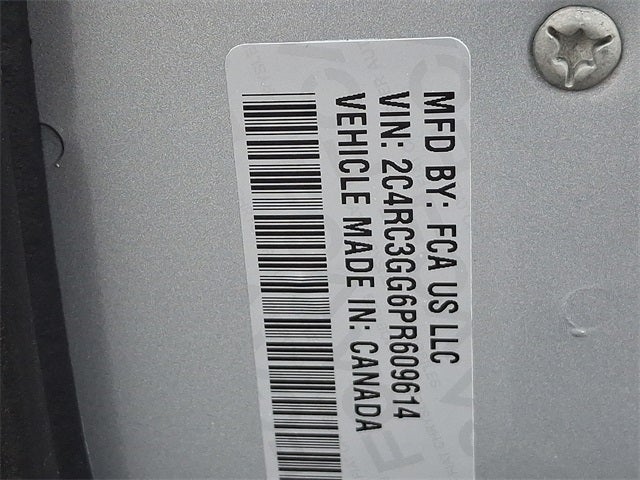 MFD BY: FCA US LLC
VIN: 2C4RC3GG6PR609614
VEHICLE MADE IN: CANADA